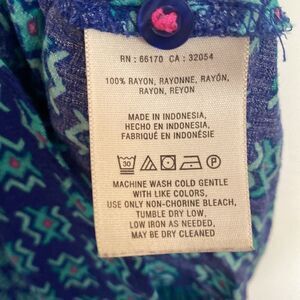 RN : 66170 CA : 32054
100% RAYON, RAYONNE, RAYÓN,
RAYON, REYON
MADE IN INDONESIA,
HECHO EN INDONESIA,
FABRIQUÉ EN INDONÉSIE
30
MACHINE WASH COLD GENTLE
WITH LIKE COLORS,
USE ONLY NON-CHORINE BLEACH,
TUMBLE DRY LOW,
LOW IRON AS NEEDED,
MAY BE DRY CLEANED